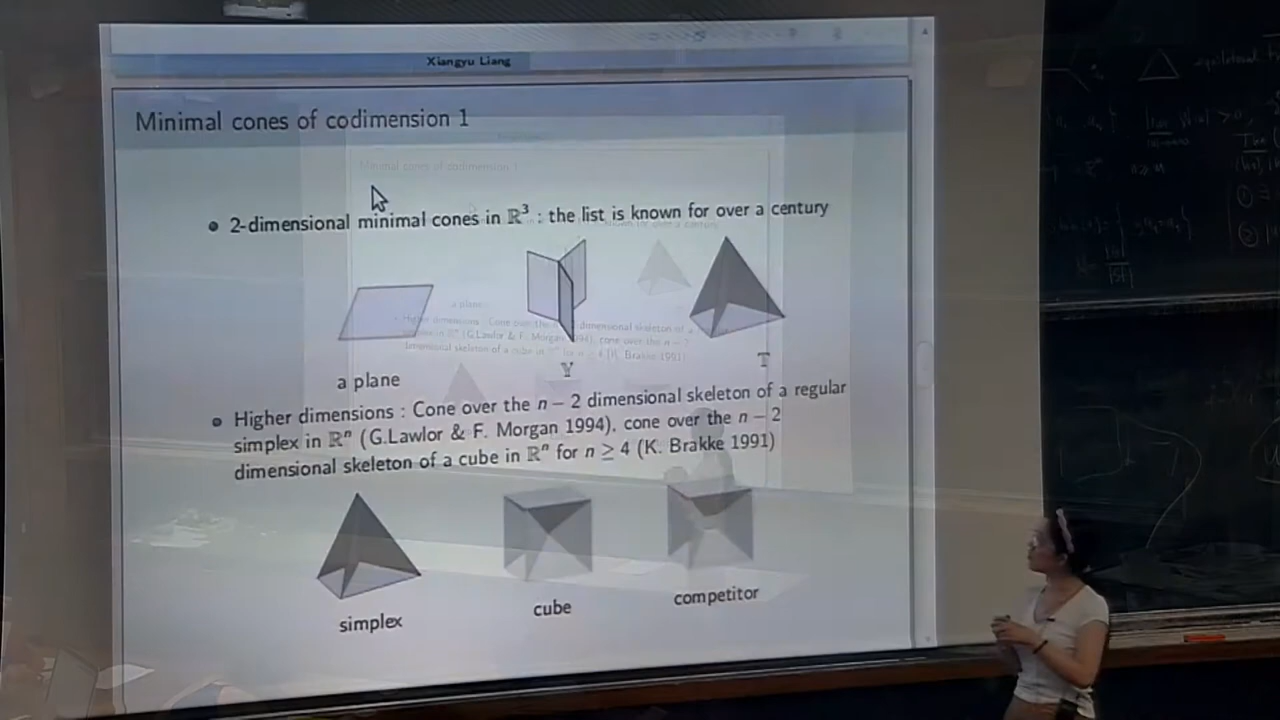 Xiangyu Liang
Minimal cones of codimension 1
• 2-dimensional minimal cones in ℝ³ : the list is known for over a century
a plane
𝕐
𝕋
• Higher dimensions : Cone over the n − 2 dimensional skeleton of a regular
simplex in ℝⁿ (G.Lawlor & F. Morgan 1994), cone over the n − 2
dimensional skeleton of a cube in ℝⁿ for n ≥ 4 (K. Brakke 1991)
simplex
cube
competitor